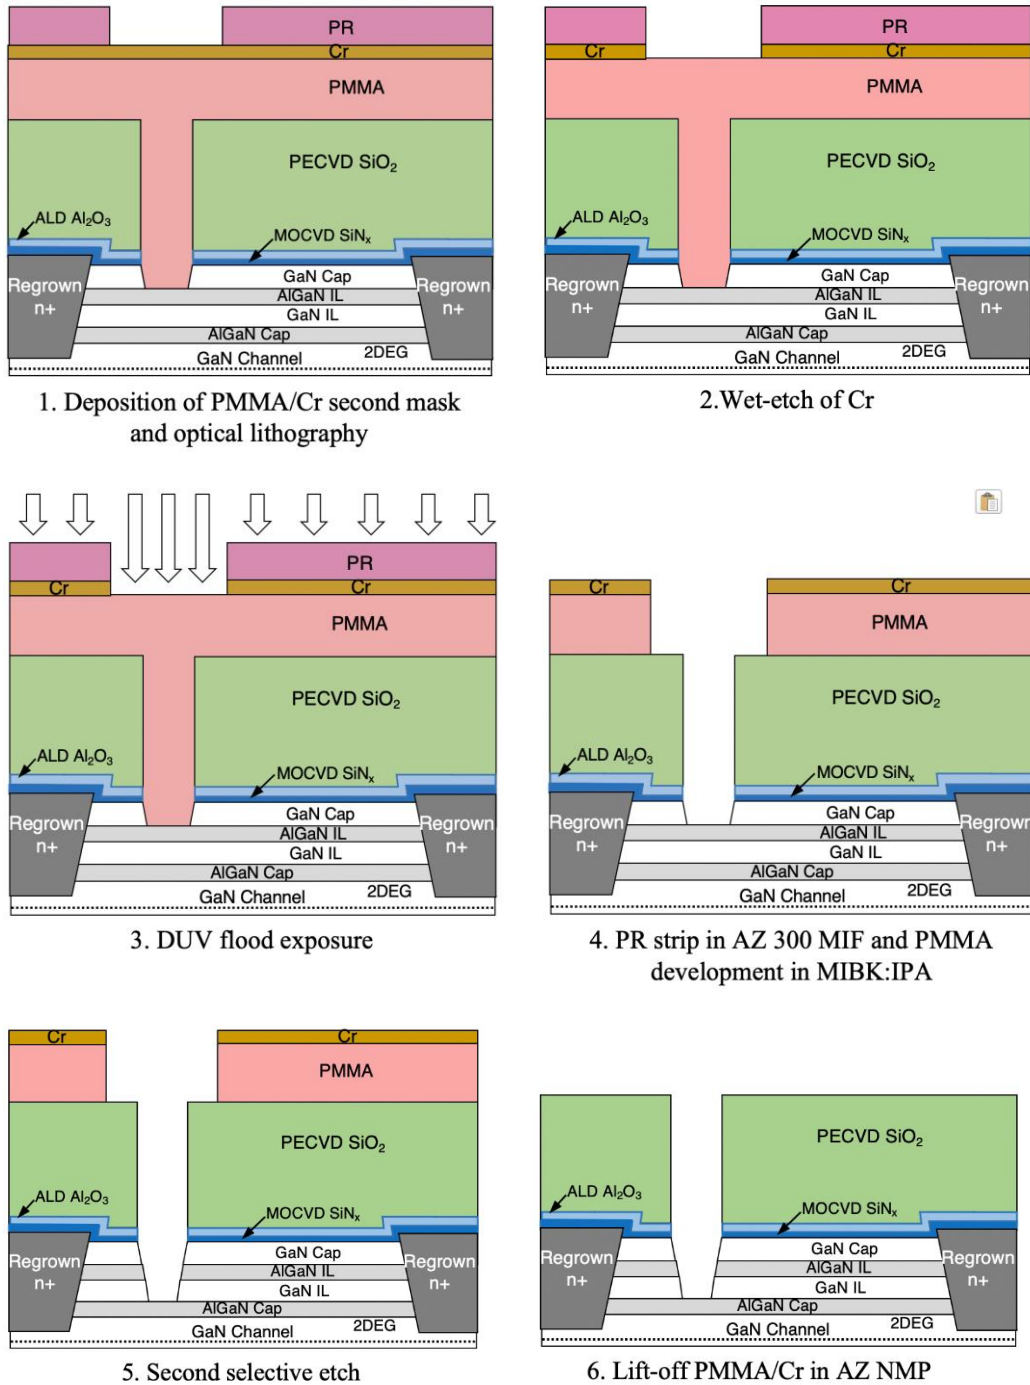 PR
Cr
PMMA
PECVD SiO₂
ALD Al₂O₃
MOCVD SiNₓ
GaN Cap
Regrown n+
AlGaN IL
Regrown n+
GaN IL
AlGaN Cap
2DEG
GaN Channel
1. Deposition of PMMA/Cr second mask
and optical lithography
PR
Cr
Cr
PMMA
PECVD SiO₂
ALD Al₂O₃
MOCVD SiNₓ
GaN Cap
Regrown n+
AlGaN IL
Regrown n+
GaN IL
AlGaN Cap
2DEG
GaN Channel
2.Wet-etch of Cr
PR
Cr
Cr
PMMA
PECVD SiO₂
ALD Al₂O₃
MOCVD SiNₓ
GaN Cap
Regrown n+
AlGaN IL
Regrown n+
GaN IL
AlGaN Cap
2DEG
GaN Channel
3. DUV flood exposure
Cr
Cr
PMMA
PECVD SiO₂
ALD Al₂O₃
MOCVD SiNₓ
GaN Cap
Regrown n+
AlGaN IL
Regrown n+
GaN IL
AlGaN Cap
2DEG
GaN Channel
4. PR strip in AZ 300 MIF and PMMA
development in MIBK:IPA
Cr
Cr
PMMA
PECVD SiO₂
ALD Al₂O₃
MOCVD SiNₓ
GaN Cap
Regrown n+
AlGaN IL
Regrown n+
GaN IL
AlGaN Cap
2DEG
GaN Channel
5. Second selective etch
PECVD SiO₂
ALD Al₂O₃
MOCVD SiNₓ
GaN Cap
Regrown n+
AlGaN IL
Regrown n+
GaN IL
AlGaN Cap
2DEG
GaN Channel
6. Lift-off PMMA/Cr in AZ NMP